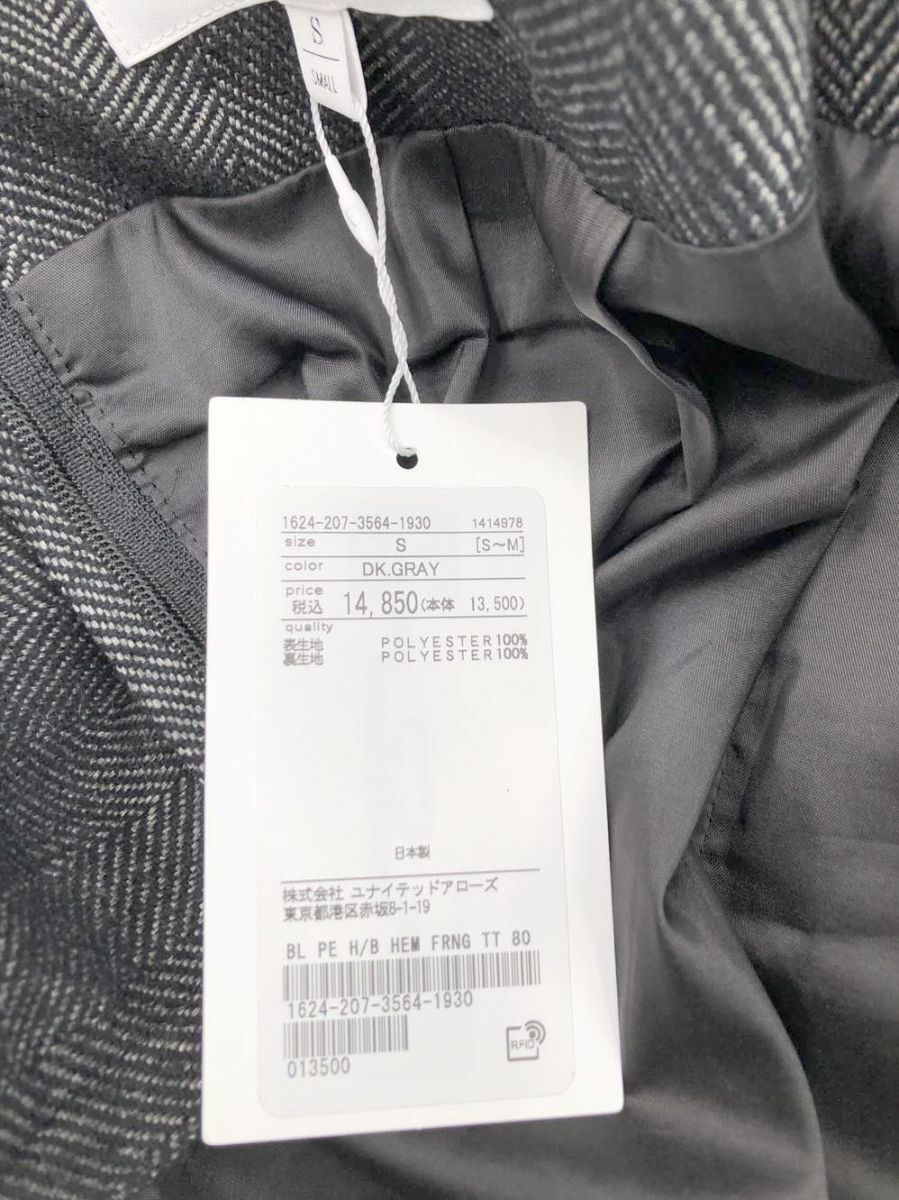 S
SMALL
1624-207-3564-1930 1414978
size S [S～M]
color DK.GRAY
price
税込 14,850(本体 13,500)
quality
表生地 POLYESTER100%
裏生地 POLYESTER100%
日本製
株式会社 ユナイテッドアローズ
東京都港区赤坂8-1-19
BL PE H/B HEM FRNG TT 80
1624-207-3564-1930
013500
RFID